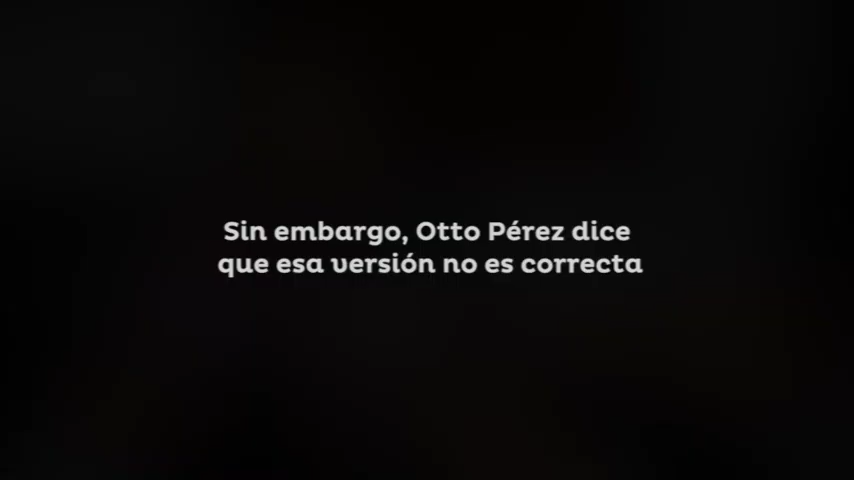 Sin embargo, Otto Pérez dice
que esa versión no es correcta